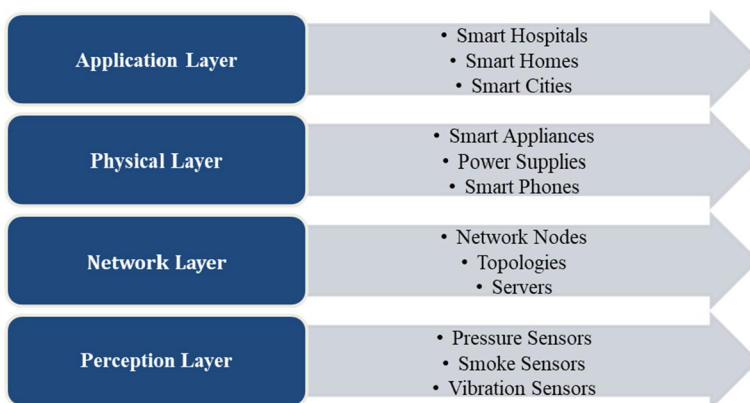 Application Layer
• Smart Hospitals
• Smart Homes
• Smart Cities
Physical Layer
• Smart Appliances
• Power Supplies
• Smart Phones
Network Layer
• Network Nodes
• Topologies
• Servers
Perception Layer
• Pressure Sensors
• Smoke Sensors
• Vibration Sensors